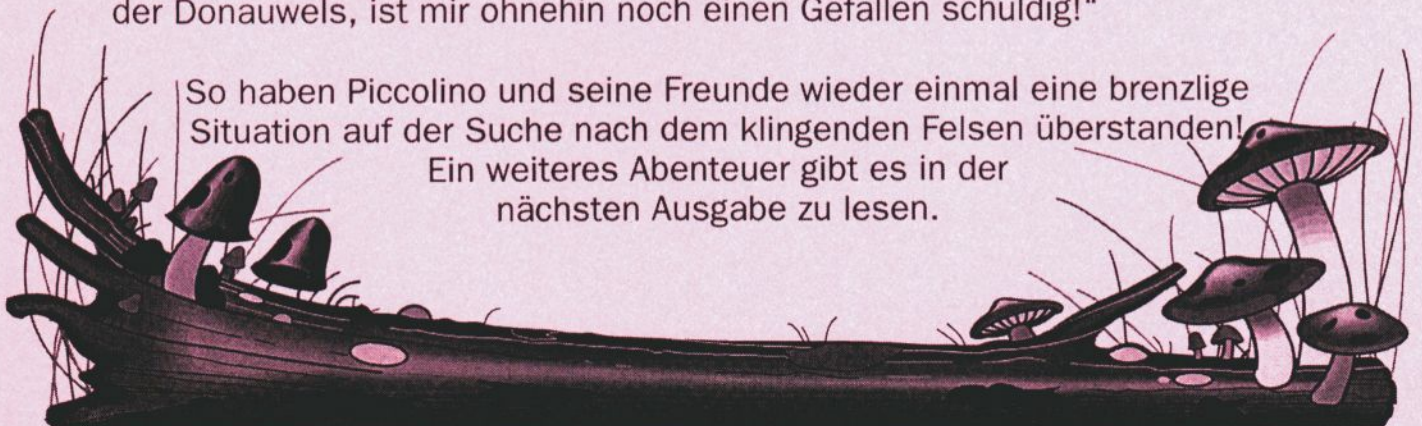 der Donauwels, ist mir ohnehin noch einen Gefallen schuldig!"
So haben Piccolino und seine Freunde wieder einmal eine brenzlige
Situation auf der Suche nach dem klingenden Felsen überstanden!
Ein weiteres Abenteuer gibt es in der
nächsten Ausgabe zu lesen.